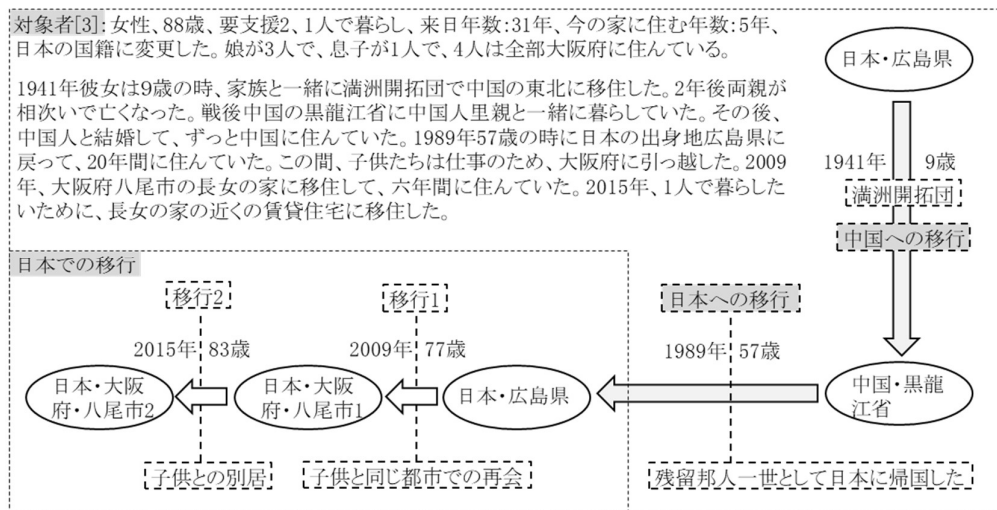 対象者[3]:女性、88歳、要支援2、1人で暮らし、来日年数:31年、今の家に住む年数:5年、
日本の国籍に変更した。娘が3人で、息子が1人で、4人は全部大阪府に住んている。
1941年彼女は9歳の時、家族と一緒に満洲開拓団で中国の東北に移住した。2年後両親が
相次いで亡くなった。戦後中国の黒龍江省に中国人里親と一緒に暮らしていた。その後、
中国人と結婚して、ずっと中国に住んていた。1989年57歳の時に日本の出身地広島県に
戻って、20年間に住んていた。この間、子供たちは仕事のため、大阪府に引っ越した。2009
年、大阪府八尾市の長女の家に移住して、六年間に住んていた。2015年、1人で暮らした
いために、長女の家の近くの賃貸住宅に移住した。
日本・広島県
1941年 9歳
満洲開拓団
中国への移行
中国・黒龍
江省
日本への移行
1989年 57歳
残留邦人一世として日本に帰国した
日本での移行
移行2
移行1
2015年 83歳
2009年 77歳
日本・大阪
府・八尾市2
日本・大阪
府・八尾市1
日本・広島県
子供との別居
子供と同じ都市での再会